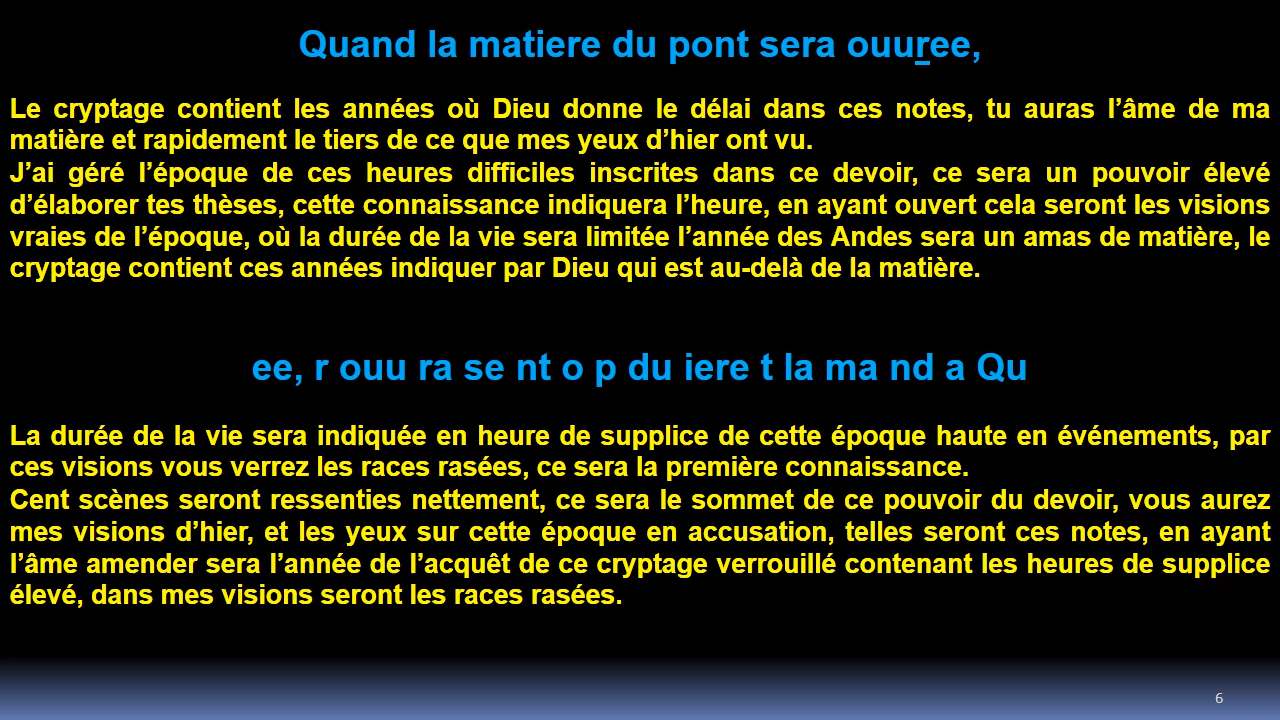 Quand la matiere du pont sera ouuree,
Le cryptage contient les années où Dieu donne le délai dans ces notes, tu auras l’âme de ma
matière et rapidement le tiers de ce que mes yeux d’hier ont vu.
J’ai géré l’époque de ces heures difficiles inscrites dans ce devoir, ce sera un pouvoir élevé
d’élaborer tes thèses, cette connaissance indiquera l’heure, en ayant ouvert cela seront les visions
vraies de l’époque, où la durée de la vie sera limitée l’année des Andes sera un amas de matière, le
cryptage contient ces années indiquer par Dieu qui est au-delà de la matière.
ee, r ouu ra se nt o p du iere t la ma nd a Qu
La durée de la vie sera indiquée en heure de supplice de cette époque haute en événements, par
ces visions vous verrez les races rasées, ce sera la première connaissance.
Cent scènes seront ressenties nettement, ce sera le sommet de ce pouvoir du devoir, vous aurez
mes visions d’hier, et les yeux sur cette époque en accusation, telles seront ces notes, en ayant
l’âme amender sera l’année de l’acquêt de ce cryptage verrouillé contenant les heures de supplice
élevé, dans mes visions seront les races rasées.
6